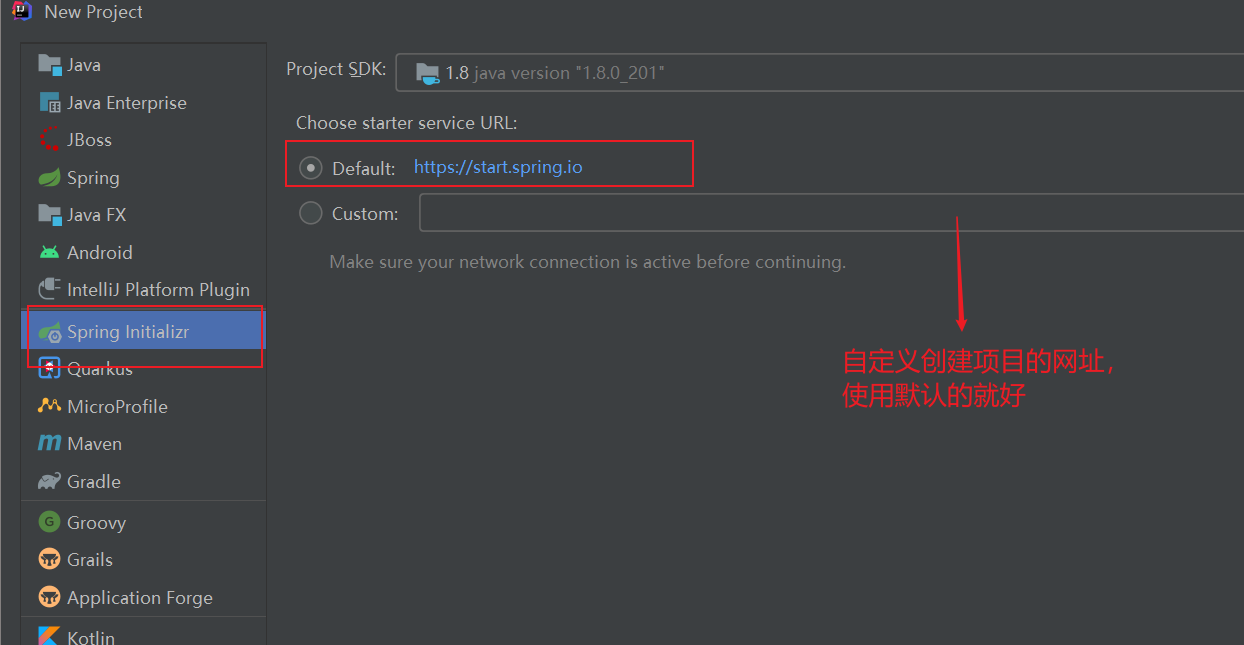 New Project
Java
Java Enterprise
JBoss
Spring
Java FX
Android
IntelliJ Platform Plugin
Spring Initializr
Quarkus
MicroProfile
Maven
Gradle
Groovy
Grails
Application Forge
Kotlin
Project SDK: 1.8 java version "1.8.0_201"
Choose starter service URL:
Default: https://start.spring.io
Custom:
Make sure your network connection is active before continuing.
自定义创建项目的网址，
使用默认的就好